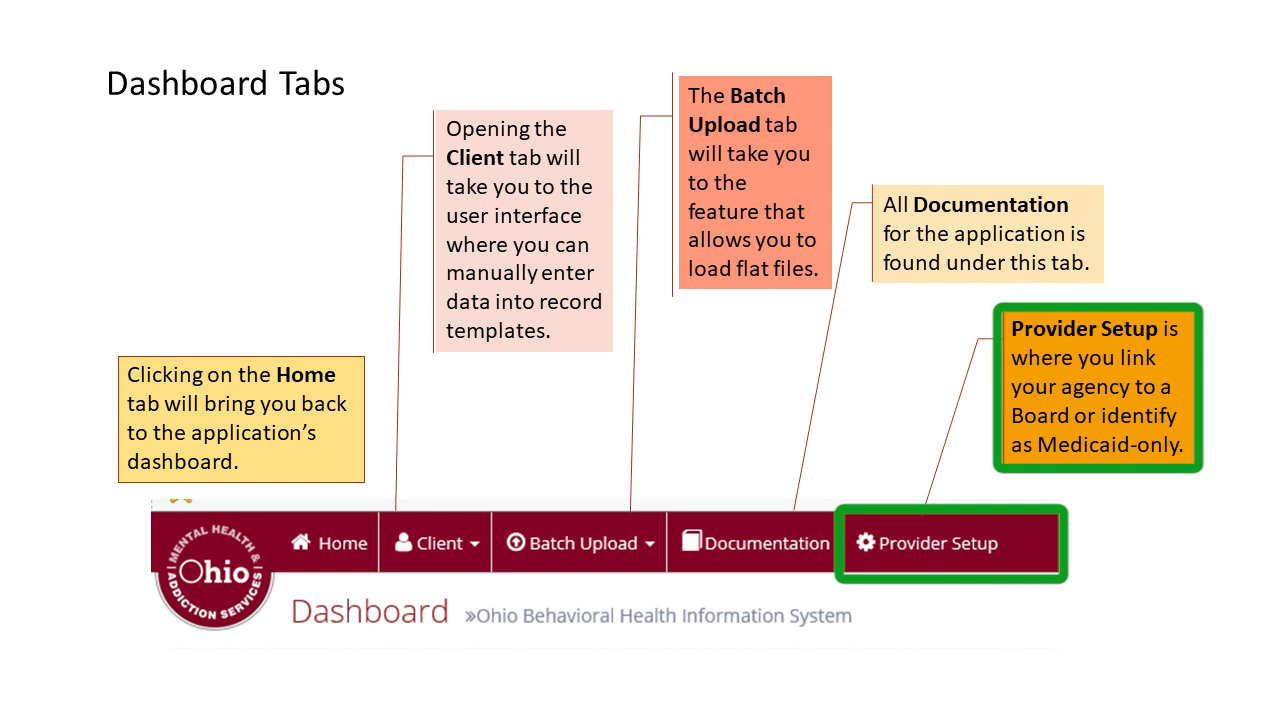 Dashboard Tabs
Opening the
Client tab will
take you to the
user interface
where you can
manually enter
data into record
templates.
The Batch
Upload tab
will take you
to the
feature that
allows you to
load flat files.
All Documentation
for the application is
found under this tab.
Provider Setup is
where you link
your agency to a
Board or identify
as Medicaid-only.
Clicking on the Home
tab will bring you back
to the application’s
dashboard.
MENTAL HEALTH &
Ohio
ADDICTION SERVICES
Home
Client
Batch Upload
Documentation
Provider Setup
Dashboard »Ohio Behavioral Health Information System